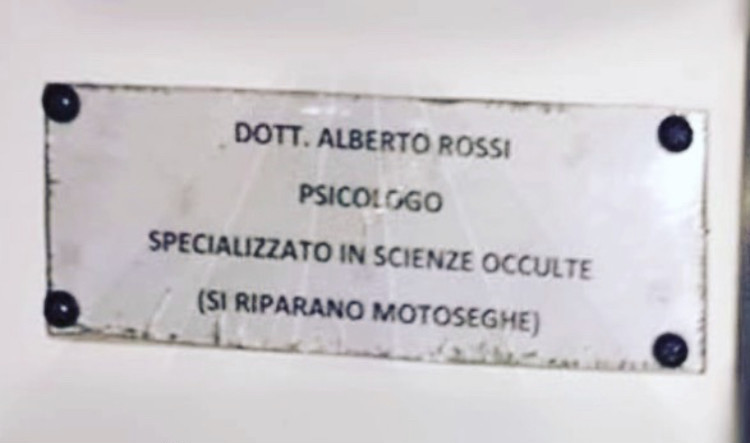 DOTT. ALBERTO ROSSI
PSICOLOGO
SPECIALIZZATO IN SCIENZE OCCULTE
(SI RIPARANO MOTOSEGHE)